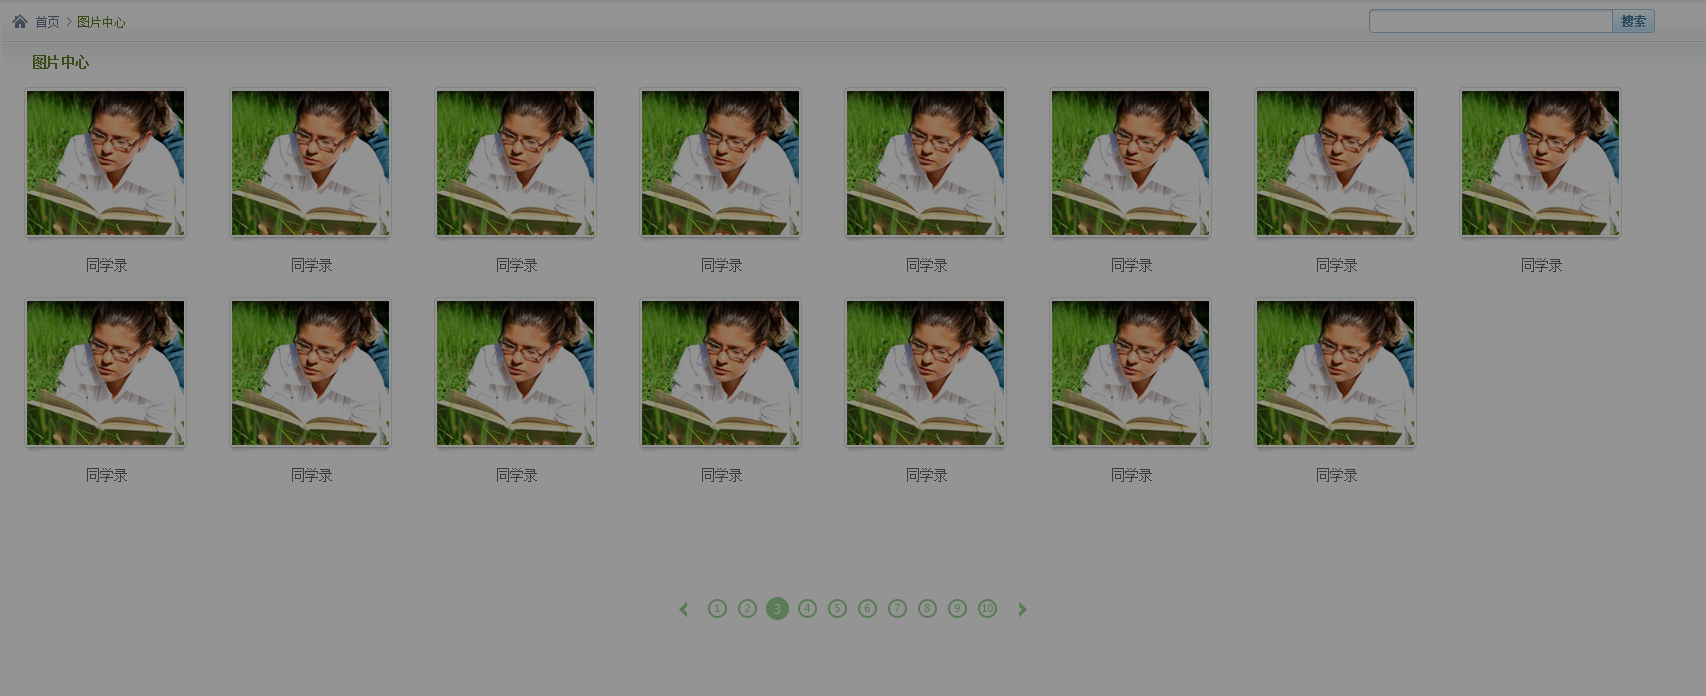 首页 > 图片中心
搜索
图片中心
同学录 同学录 同学录 同学录 同学录 同学录 同学录 同学录
同学录 同学录 同学录 同学录 同学录 同学录 同学录
1 2 3 4 5 6 7 8 9 10